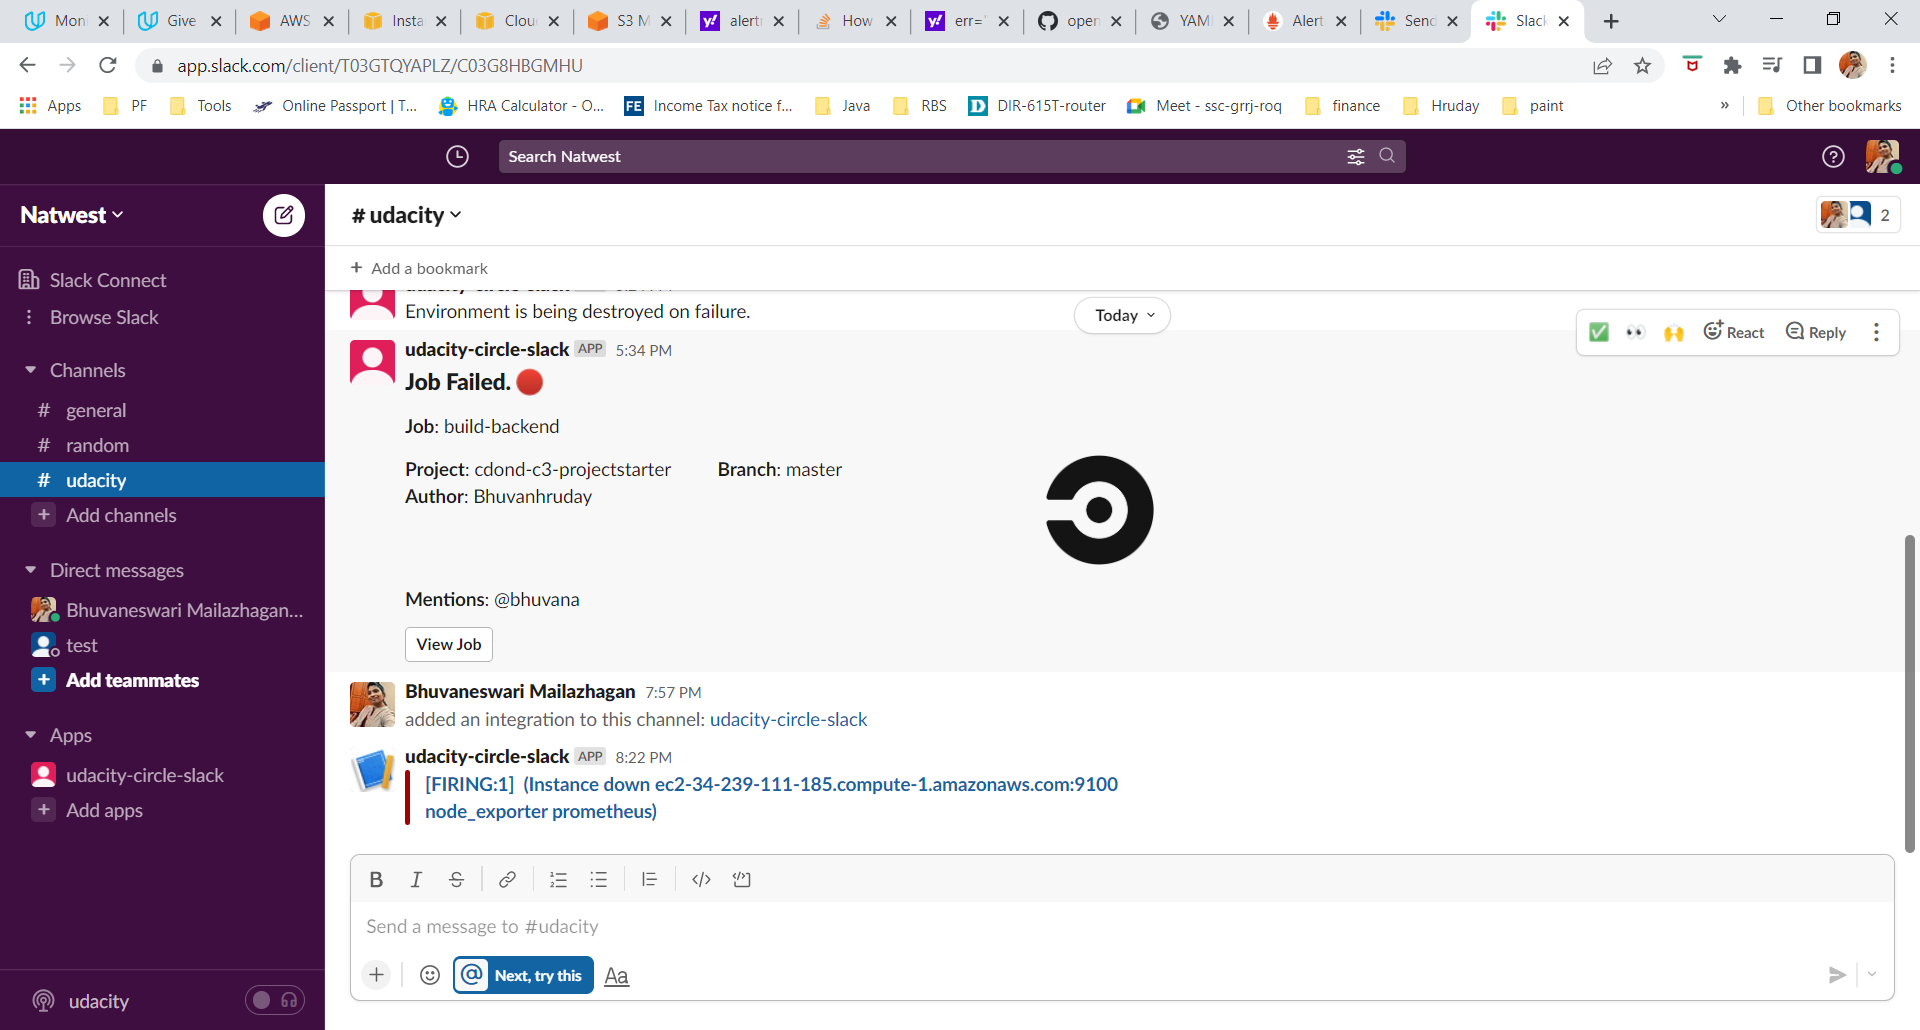 Moni
Give
AWS
Insta
Clou
S3 M
alert
How
err="
open
YAMI
Alert
Send
Slack
app.slack.com/client/T03GTQYAPLZ/C03G8HBGMHU
Apps
PF
Tools
Online Passport | T...
HRA Calculator - O...
FE
Income Tax notice f...
Java
RBS
D
DIR-615T-router
Meet - ssc-grrj-roq
finance
Hruday
paint
»
Other bookmarks
Search Natwest
Natwest
# udacity
2
+ Add a bookmark
Slack Connect
Browse Slack
Channels
# general
# random
# udacity
+ Add channels
Direct messages
Bhuvaneswari Mailazhagan...
test
+ Add teammates
Apps
udacity-circle-slack
+ Add apps
udacity
Environment is being destroyed on failure.
Today
React
Reply
udacity-circle-slack APP 5:34 PM
Job Failed.
Job: build-backend
Project: cdond-c3-projectstarter
Branch: master
Author: Bhuvanhruday
Mentions: @bhuvana
View Job
Bhuvaneswari Mailazhagan 7:57 PM
added an integration to this channel: udacity-circle-slack
udacity-circle-slack APP 8:22 PM
[FIRING:1] (Instance down ec2-34-239-111-185.compute-1.amazonaws.com:9100
node_exporter prometheus)
B I S
Send a message to #udacity
+
@ Next, try this
Aa